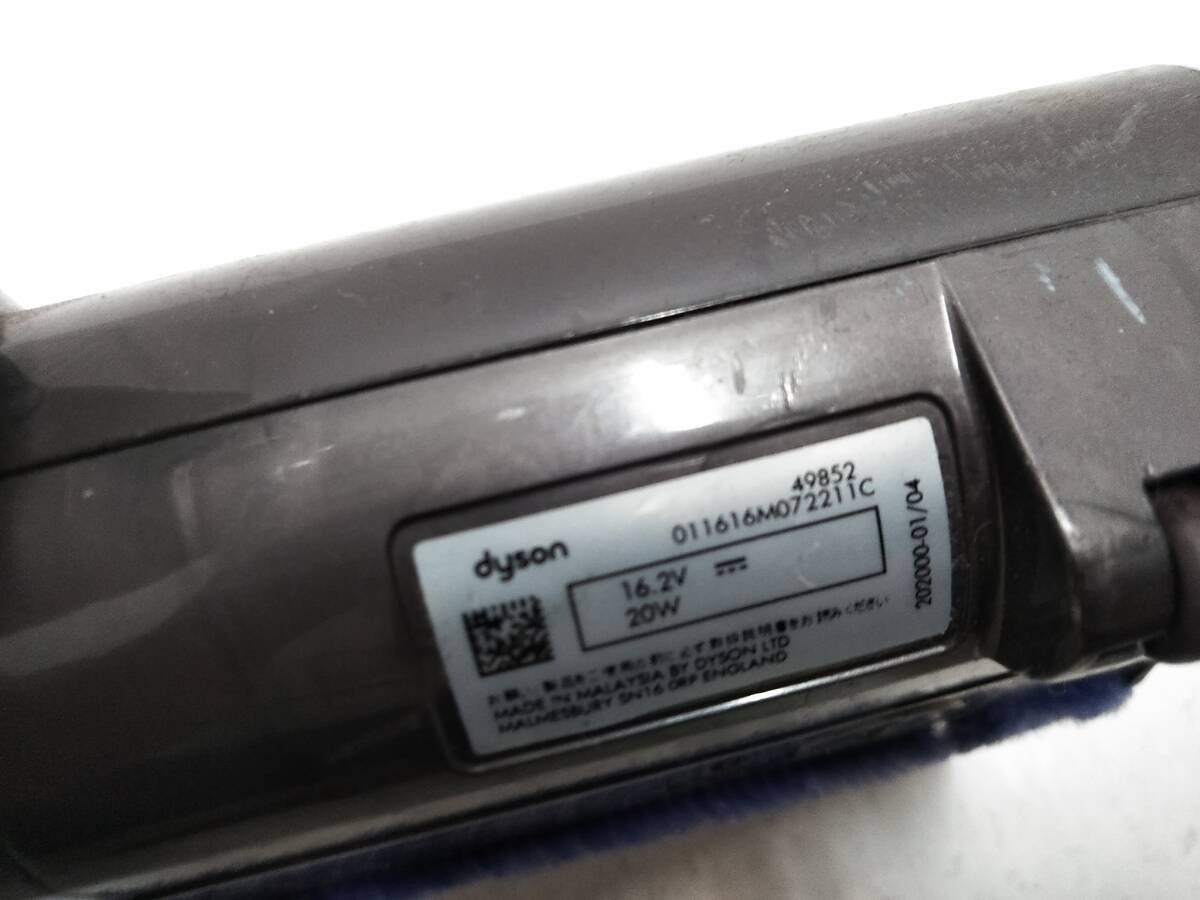 dyson
49852
011616M072211C
16.2V ⎓
20W
202000-01/04
MADE IN MALAYSIA BY DYSON LTD
MALMESBURY SN16 0RP ENGLAND